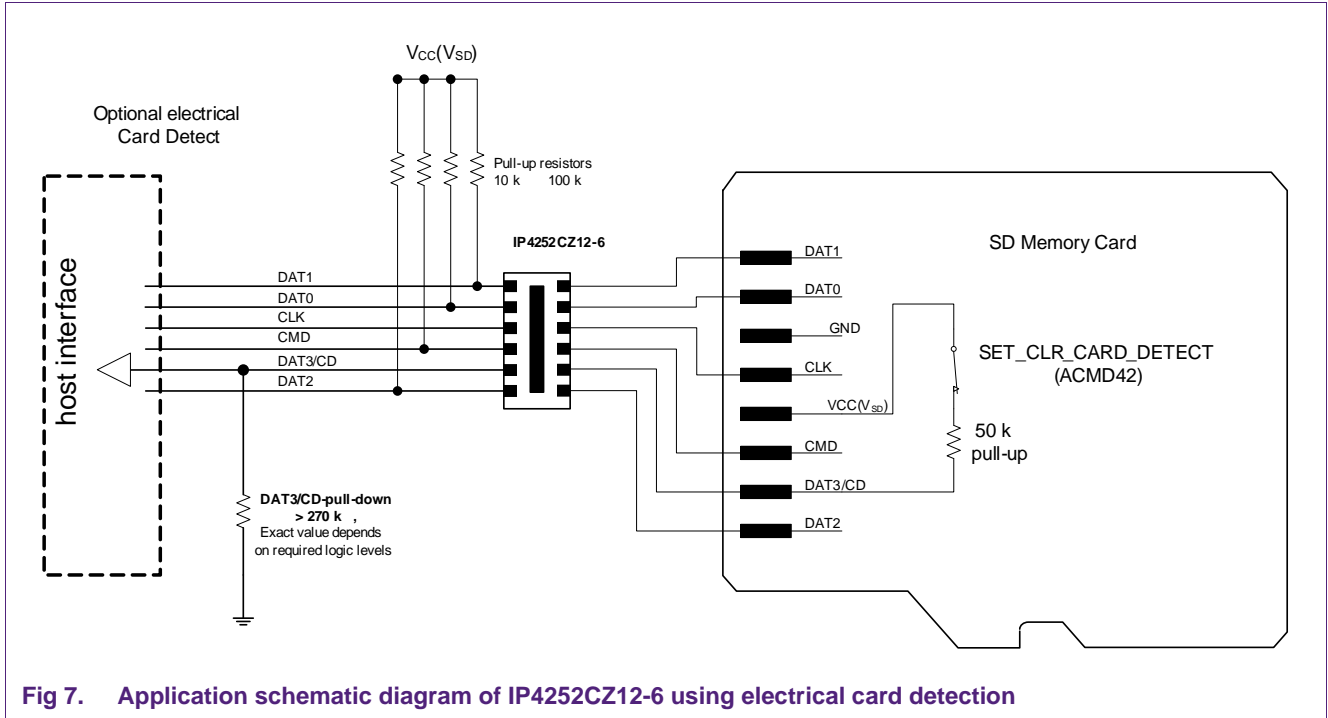 VCC(VSD)
Optional electrical
Card Detect
Pull-up resistors
10 k 100 k
IP4252CZ12-6
host interface
DAT1
DAT0
CLK
CMD
DAT3/CD
DAT2
DAT3/CD-pull-down
> 270 k ,
Exact value depends
on required logic levels
SD Memory Card
DAT1
DAT0
GND
CLK
VCC(VSD)
CMD
DAT3/CD
DAT2
SET_CLR_CARD_DETECT
(ACMD42)
50 k
pull-up
Fig 7. Application schematic diagram of IP4252CZ12-6 using electrical card detection